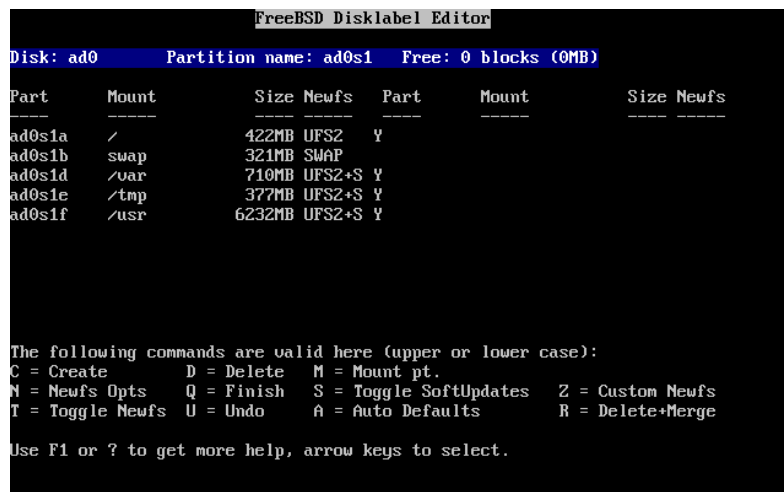 FreeBSD Disklabel Editor
Disk: ad0 Partition name: ad0s1 Free: 0 blocks (0MB)
Part Mount Size Newfs Part Mount Size Newfs
---- ----- ---- ----- ---- ----- ---- -----
ad0s1a / 422MB UFS2 Y
ad0s1b swap 321MB SWAP
ad0s1d /var 710MB UFS2+S Y
ad0s1e /tmp 377MB UFS2+S Y
ad0s1f /usr 6232MB UFS2+S Y
The following commands are valid here (upper or lower case):
C = Create D = Delete M = Mount pt.
N = Newfs Opts Q = Finish S = Toggle SoftUpdates Z = Custom Newfs
T = Toggle Newfs U = Undo A = Auto Defaults R = Delete+Merge
Use F1 or ? to get more help, arrow keys to select.